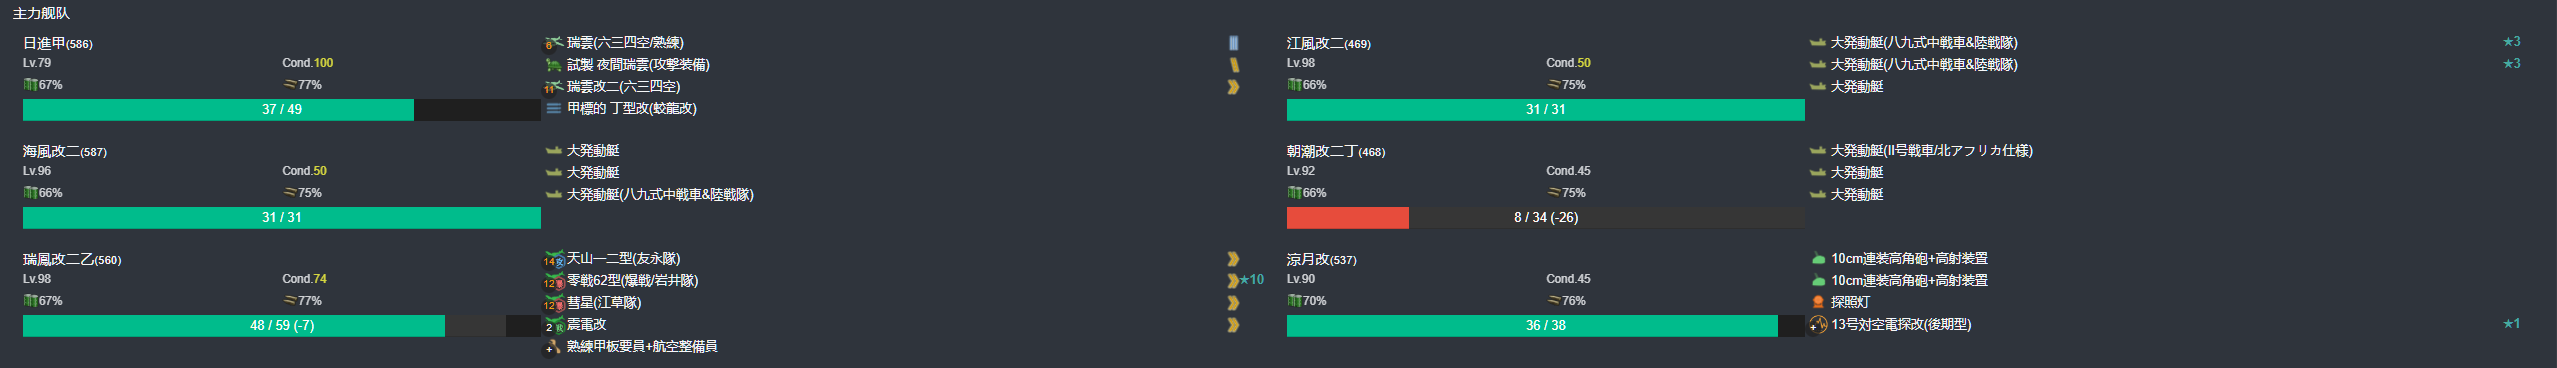 主力舰队
日進甲(586)
Lv.79 Cond.100
67% 77%
37 / 49
6 瑞雲(六三四空/熟練)
試製 夜間瑞雲(攻撃装備)
11 瑞雲改二(六三四空)
甲標的 丁型改(蛟龍改)
江風改二(469)
Lv.98 Cond.50
66% 75%
31 / 31
大発動艇(八九式中戦車&陸戦隊) ★3
大発動艇(八九式中戦車&陸戦隊) ★3
大発動艇
海風改二(587)
Lv.96 Cond.50
66% 75%
31 / 31
大発動艇
大発動艇
大発動艇(八九式中戦車&陸戦隊)
朝潮改二丁(468)
Lv.92 Cond.45
66% 75%
8 / 34 (-26)
大発動艇(II号戦車/北アフリカ仕様)
大発動艇
大発動艇
瑞鳳改二乙(560)
Lv.98 Cond.74
67% 77%
48 / 59 (-7)
14 天山一二型(友永隊)
12 零戦62型(爆戦/岩井隊) ★10
12 彗星(江草隊)
2 震電改
+ 熟練甲板要員+航空整備員
涼月改(537)
Lv.90 Cond.45
70% 76%
36 / 38
10cm連装高角砲+高射装置
10cm連装高角砲+高射装置
探照灯
+ 13号対空電探改(後期型) ★1